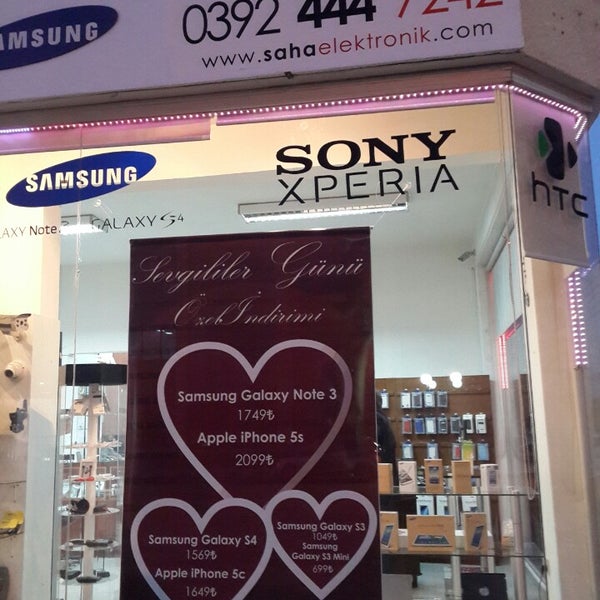 SAMSUNG
0392 444 7242
www.sahaelektronik.com
SAMSUNG
SONY
XPERIA
hTC
GALAXY S4
Sevgililer Günü
Özel İndirimi
Samsung Galaxy Note 3
1749₺
Apple iPhone 5s
2099₺
Samsung Galaxy S4
1569₺
Apple iPhone 5c
1649₺
Samsung Galaxy S3
1049₺
Samsung
Galaxy S3 Mini
699₺